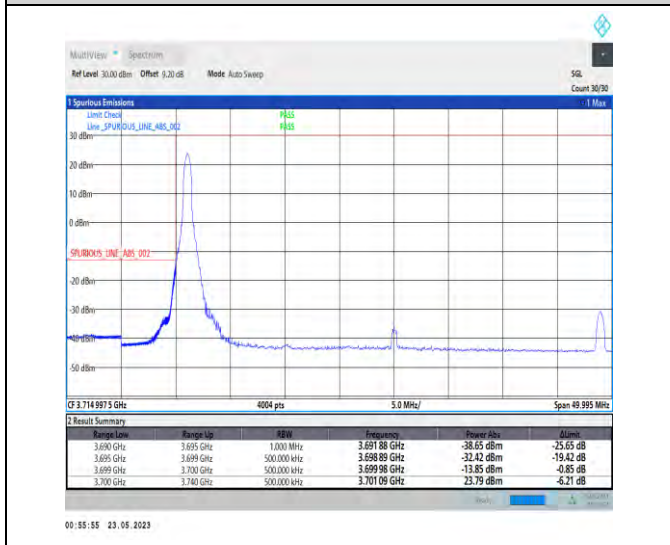 MultiView Spectrum
Ref Level 30.00 dBm Offset 9.20 dB Mode Auto Sweep SGL
Count 30/30
1 Spurious Emissions 1 Max
Limit Check PASS
Line _SPURIOUS_LINE_ABS_002 PASS
30 dBm
20 dBm
10 dBm
0 dBm
_SPURIOUS_LINE_ABS_002
-20 dBm
-30 dBm
-40 dBm
-50 dBm
CF 3.714 997 5 GHz 4004 pts 5.0 MHz/ Span 49.995 MHz
2 Result Summary
Range Low Range Up RBW Frequency Power Abs ΔLimit
3.690 GHz 3.695 GHz 1.000 MHz 3.691 88 GHz -38.65 dBm -25.65 dB
3.695 GHz 3.699 GHz 500.000 kHz 3.698 89 GHz -32.42 dBm -19.42 dB
3.699 GHz 3.700 GHz 500.000 kHz 3.699 98 GHz -13.85 dBm -0.85 dB
3.700 GHz 3.740 GHz 500.000 kHz 3.701 09 GHz 23.79 dBm -6.21 dB
00:55:55 23.05.2023